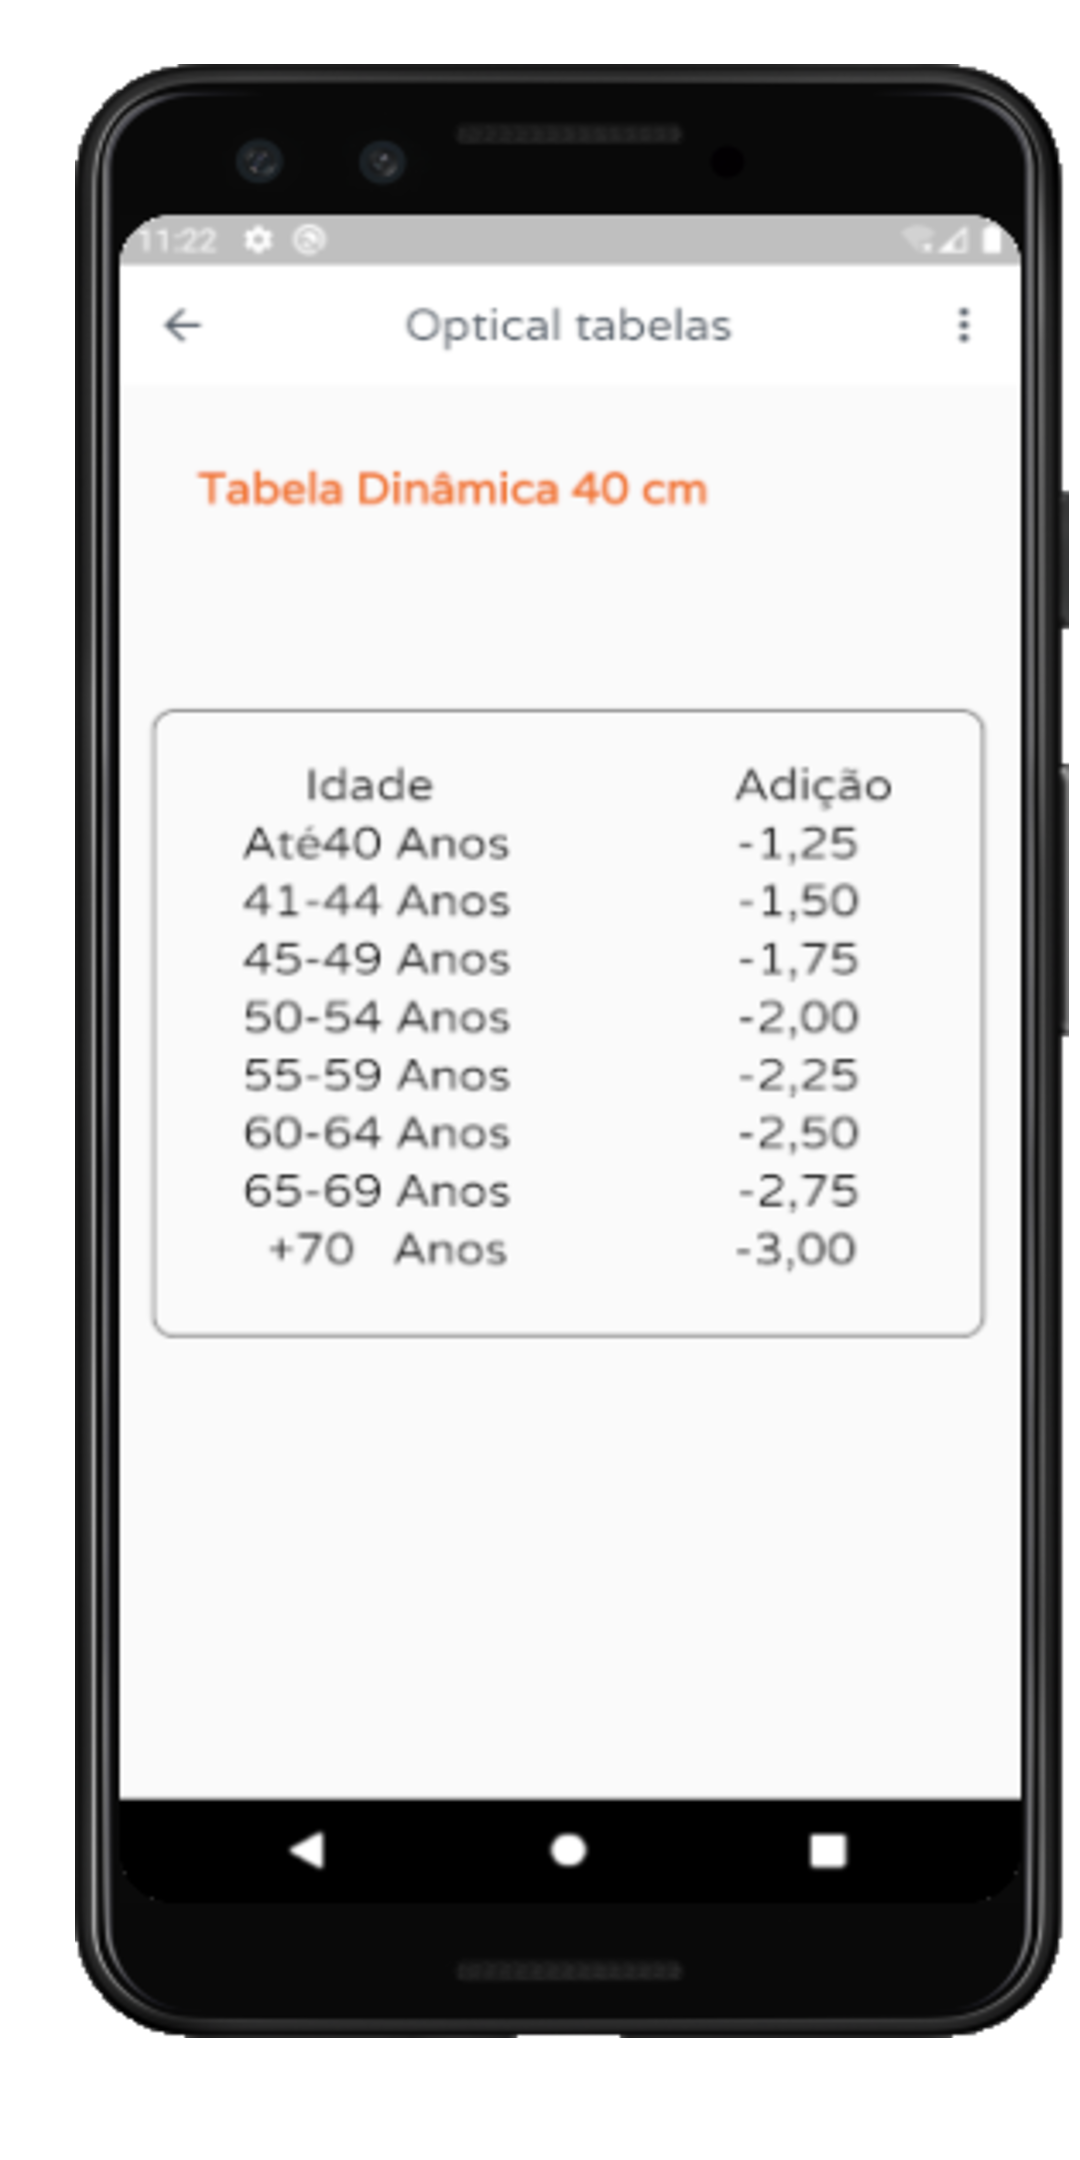 11:22
Optical tabelas
Tabela Dinâmica 40 cm
Idade Adição
Até40 Anos -1,25
41-44 Anos -1,50
45-49 Anos -1,75
50-54 Anos -2,00
55-59 Anos -2,25
60-64 Anos -2,50
65-69 Anos -2,75
+70 Anos -3,00